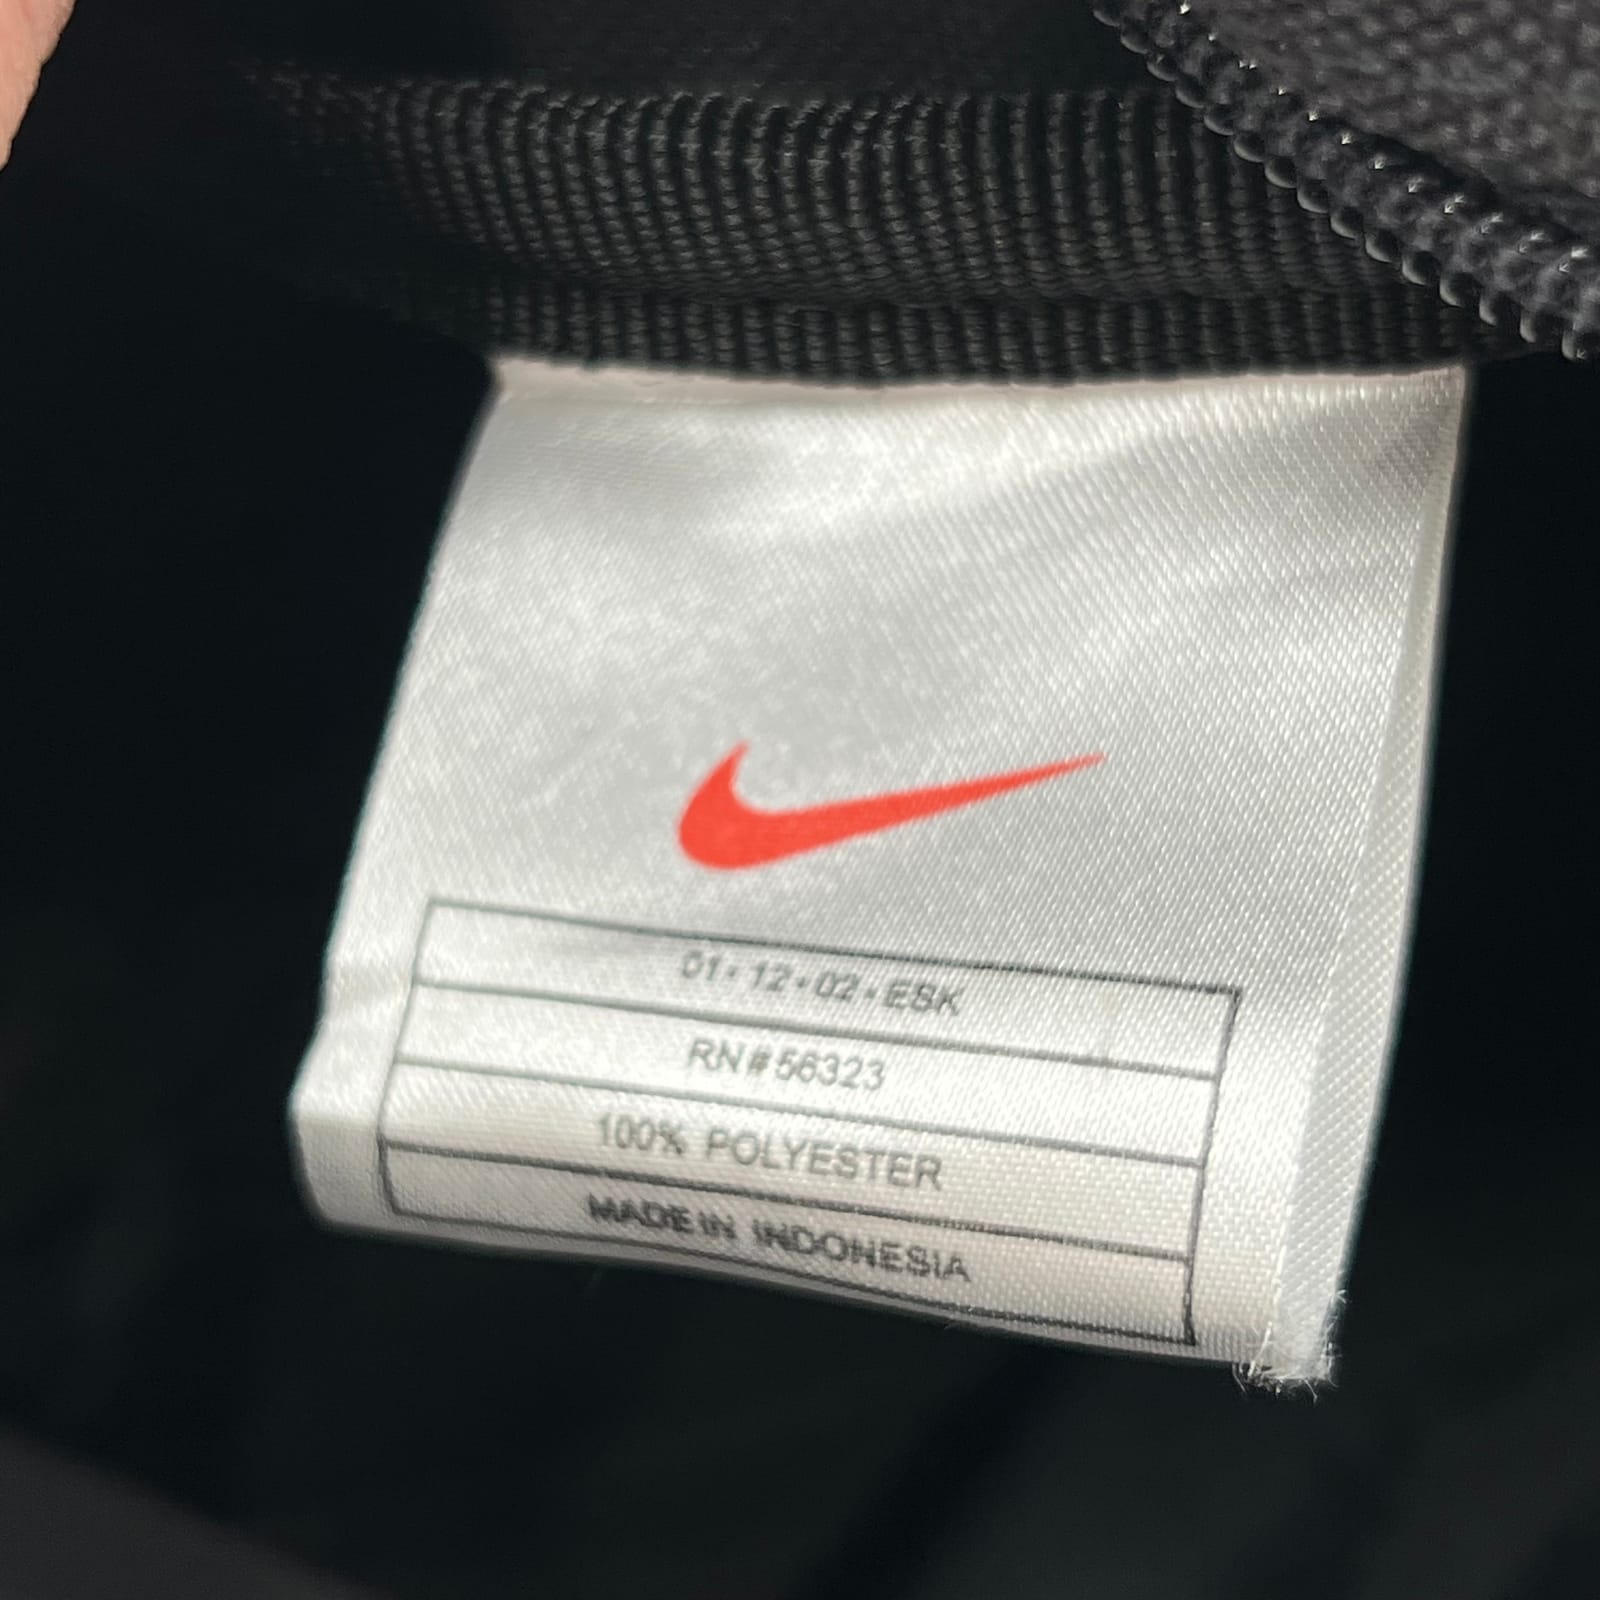 01•12•02•ESK
RN#56323
100% POLYESTER
MADE IN INDONESIA